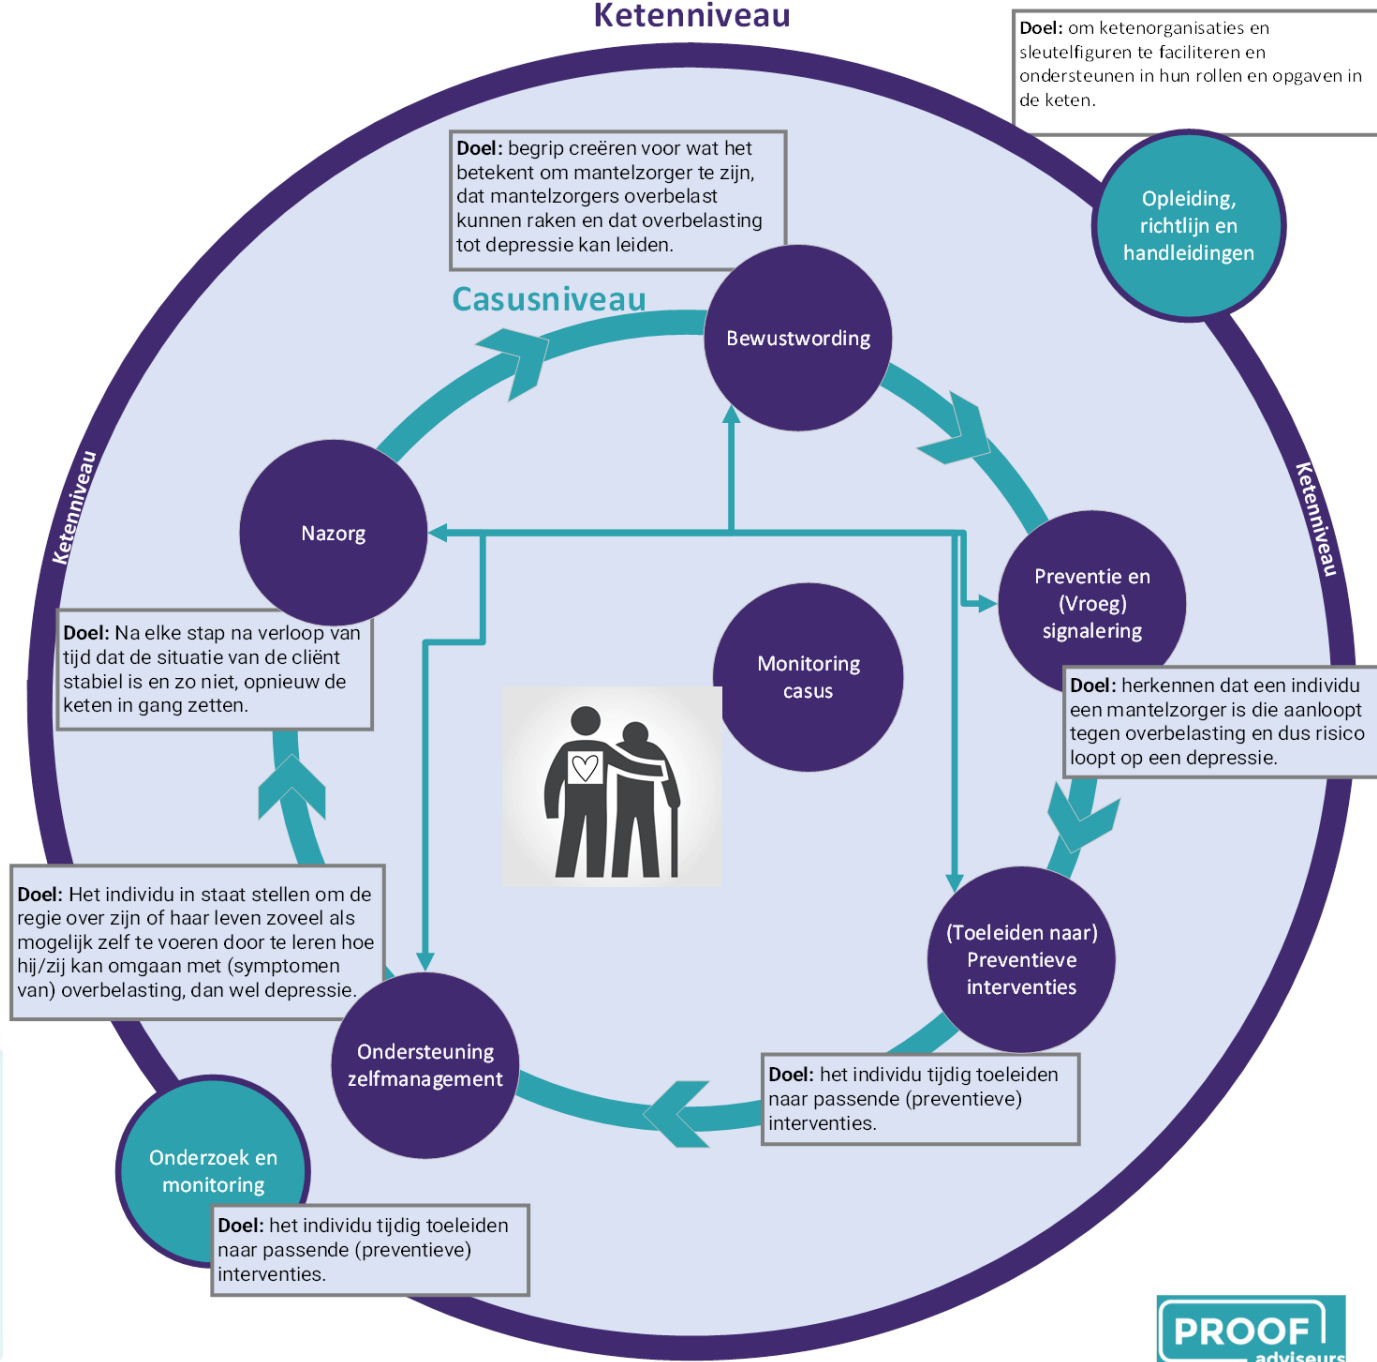 Ketenniveau
Doel: om ketenorganisaties en
sleutelfiguren te faciliteren en
ondersteunen in hun rollen en opgaven in
de keten.
Opleiding,
richtlijn en
handleidingen
Doel: begrip creëren voor wat het
betekent om mantelzorger te zijn,
dat mantelzorgers overbelast
kunnen raken en dat overbelasting
tot depressie kan leiden.
Casusniveau
Bewustwording
Ketenniveau
Ketenniveau
Nazorg
Preventie en
(Vroeg)
signalering
Doel: Na elke stap na verloop van
tijd dat de situatie van de cliënt
stabiel is en zo niet, opnieuw de
keten in gang zetten.
Monitoring
casus
Doel: herkennen dat een individu
een mantelzorger is die aanloopt
tegen overbelasting en dus risico
loopt op een depressie.
Doel: Het individu in staat stellen om de
regie over zijn of haar leven zoveel als
mogelijk zelf te voeren door te leren hoe
hij/zij kan omgaan met (symptomen
van) overbelasting, dan wel depressie.
(Toeleiden naar)
Preventieve
interventies
Ondersteuning
zelfmanagement
Doel: het individu tijdig toeleiden
naar passende (preventieve)
interventies.
Onderzoek en
monitoring
Doel: het individu tijdig toeleiden
naar passende (preventieve)
interventies.
PROOF
adviseurs